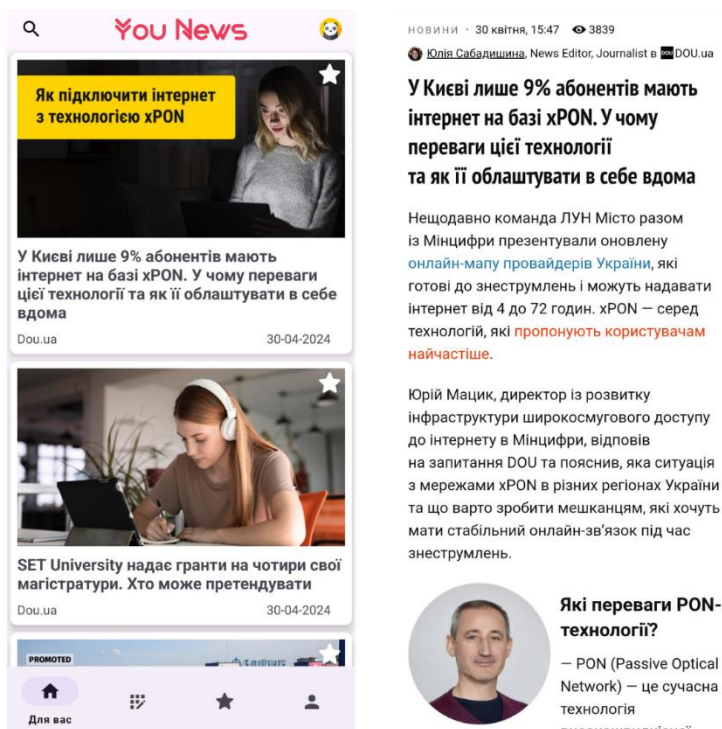 You News
Як підключити інтернет
з технологією xPON
У Києві лише 9% абонентів мають
інтернет на базі xPON. У чому переваги
цієї технології та як її облаштувати в себе
вдома
Dou.ua 30-04-2024
SET University надає гранти на чотири свої
магістратури. Хто може претендувати
Dou.ua 30-04-2024
PROMOTED
Для вас
НОВИНИ · 30 квітня, 15:47 3839
Юлія Сабадишина, News Editor, Journalist в DOU DOU.ua
У Києві лише 9% абонентів мають
інтернет на базі xPON. У чому
переваги цієї технології
та як її облаштувати в себе вдома
Нещодавно команда ЛУН Місто разом
із Мінцифри презентували оновлену
онлайн-мапу провайдерів України, які
готові до знеструмлень і можуть надавати
інтернет від 4 до 72 годин. xPON — серед
технологій, які пропонують користувачам
найчастіше.
Юрій Мацик, директор із розвитку
інфраструктури широкосмугового доступу
до інтернету в Мінцифри, відповів
на запитання DOU та пояснив, яка ситуація
з мережами xPON в різних регіонах України
та що варто зробити мешканцям, які хочуть
мати стабільний онлайн-зв’язок під час
знеструмлень.
Які переваги PON-
технології?
— PON (Passive Optical
Network) — це сучасна
технологія